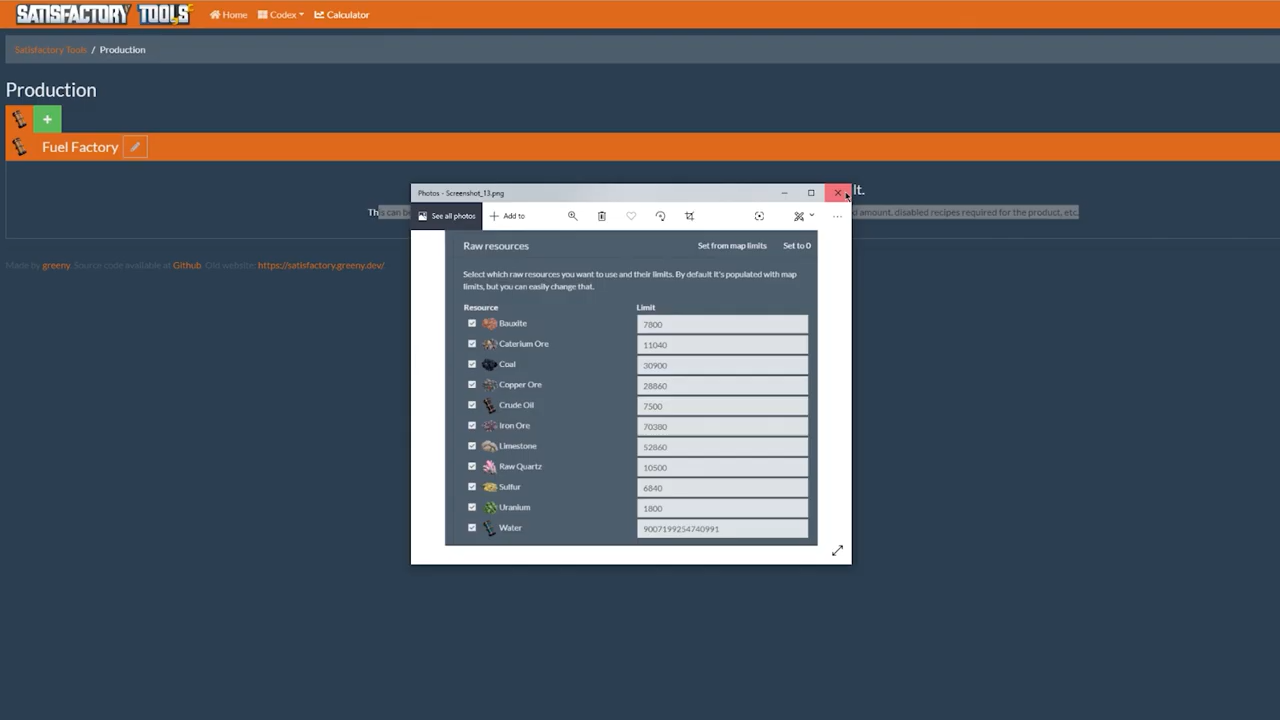 SATISFACTORY TOOLS Home Codex Calculator
Satisfactory Tools / Production
Production
+
Fuel Factory
Photos - Screenshot_13.png
lt.
See all photos Add to
This can be
d amount, disabled recipes required for the product, etc.
Raw resources Set from map limits Set to 0
Made by greeny. Source code available at Github. Old website: https://satisfactory.greeny.dev/
Select which raw resources you want to use and their limits. By default it's populated with map
limits, but you can easily change that.
Resource Limit
Bauxite 7800
Caterium Ore 11040
Coal 30900
Copper Ore 28860
Crude Oil 7500
Iron Ore 70380
Limestone 52860
Raw Quartz 10500
Sulfur 6840
Uranium 1800
Water 9007199254740991